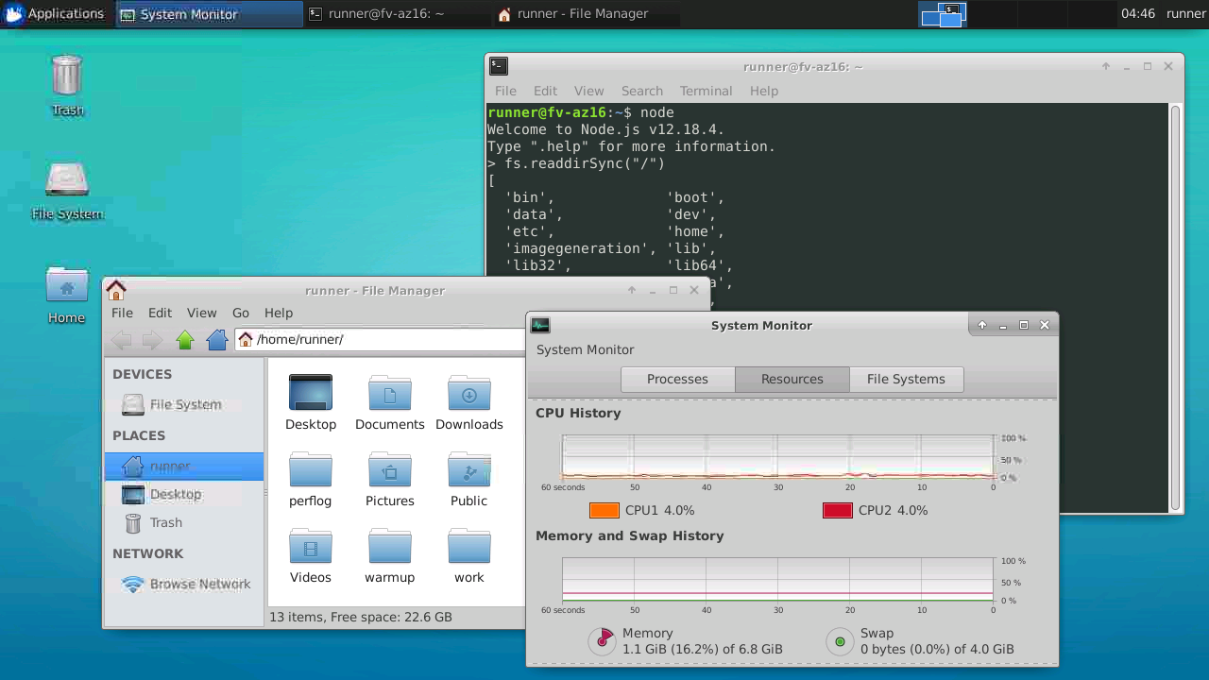 Applications
System Monitor
runner@fv-az16: ~
runner - File Manager
04:46
runner
Trash
File System
Home
runner@fv-az16: ~
File Edit View Search Terminal Help
runner@fv-az16:~$ node
Welcome to Node.js v12.18.4.
Type ".help" for more information.
> fs.readdirSync("/")
[
'bin', 'boot',
'data', 'dev',
'etc', 'home',
'imagegeneration', 'lib',
'lib32', 'lib64',
runner - File Manager
File Edit View Go Help
/home/runner/
DEVICES
File System
PLACES
runner
Desktop
Trash
NETWORK
Browse Network
Desktop Documents Downloads
perflog Pictures Public
Videos warmup work
13 items, Free space: 22.6 GB
System Monitor
System Monitor
Processes Resources File Systems
CPU History
100 %
50 %
0 %
60 seconds 50 40 30 20 10 0
CPU1 4.0% CPU2 4.0%
Memory and Swap History
100 %
50 %
0 %
60 seconds 50 40 30 20 10 0
Memory
1.1 GiB (16.2%) of 6.8 GiB
Swap
0 bytes (0.0%) of 4.0 GiB